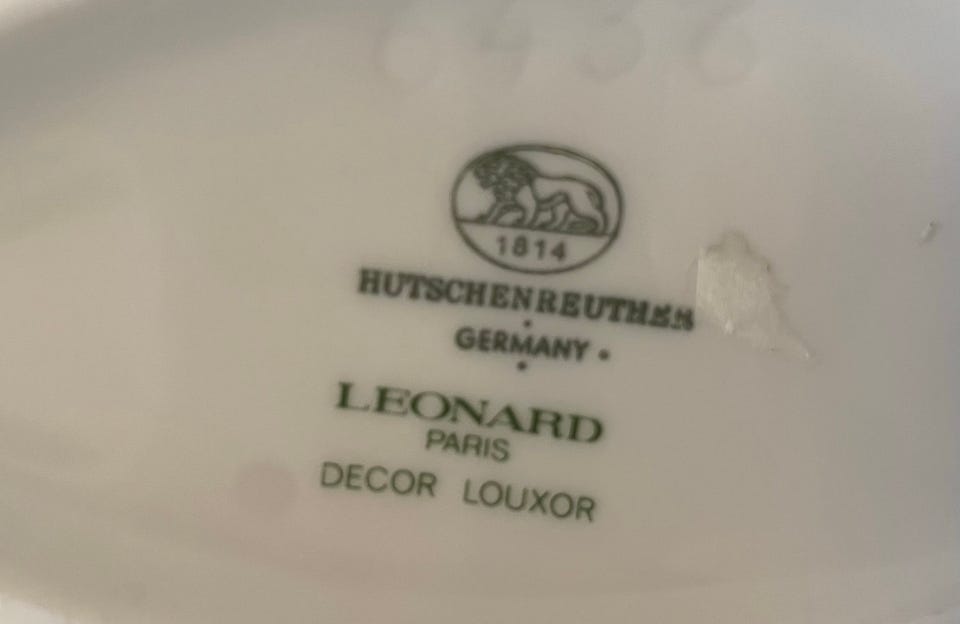 1814
HUTSCHENREUTHER
GERMANY
LEONARD
PARIS
DECOR LOUXOR